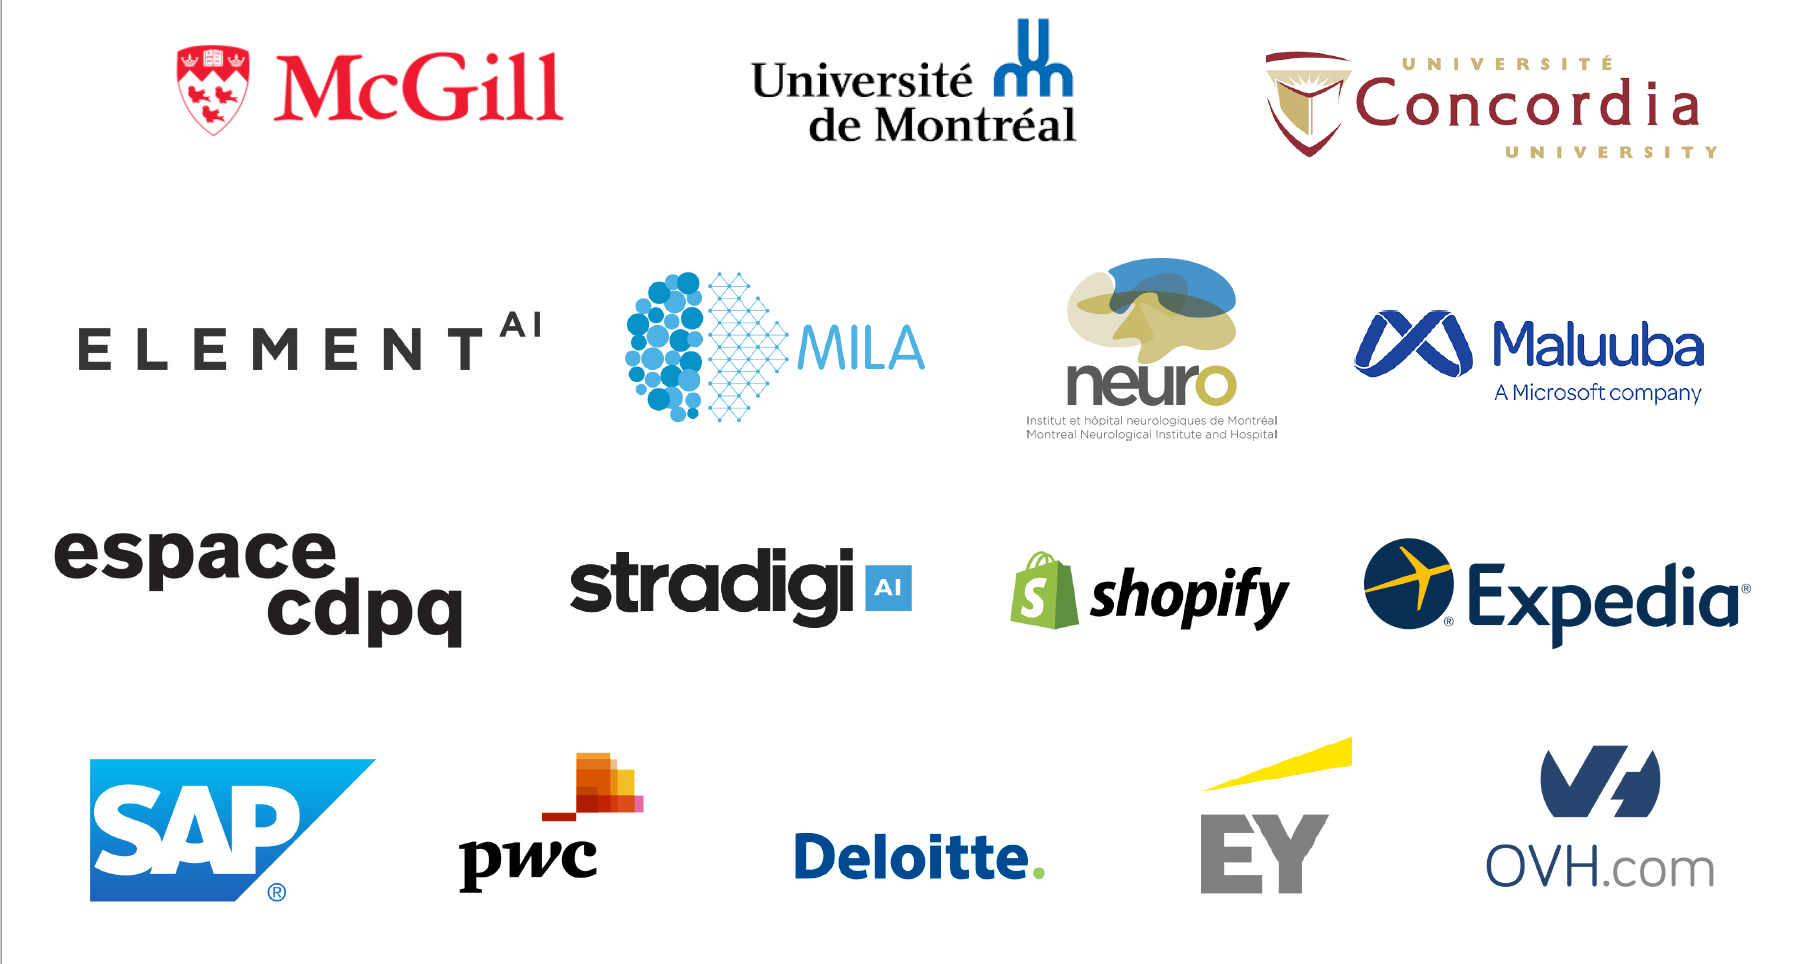 McGill
Université
de Montréal
UNIVERSITÉ
Concordia
UNIVERSITY
ELEMENT AI
MILA
neuro
Institut et hôpital neurologiques de Montréal
Montreal Neurological Institute and Hospital
Maluuba
A Microsoft company
espace
cdpq
stradigi AI
S shopify
Expedia®
®
SAP
®
pwc
Deloitte.
EY
OVH.com